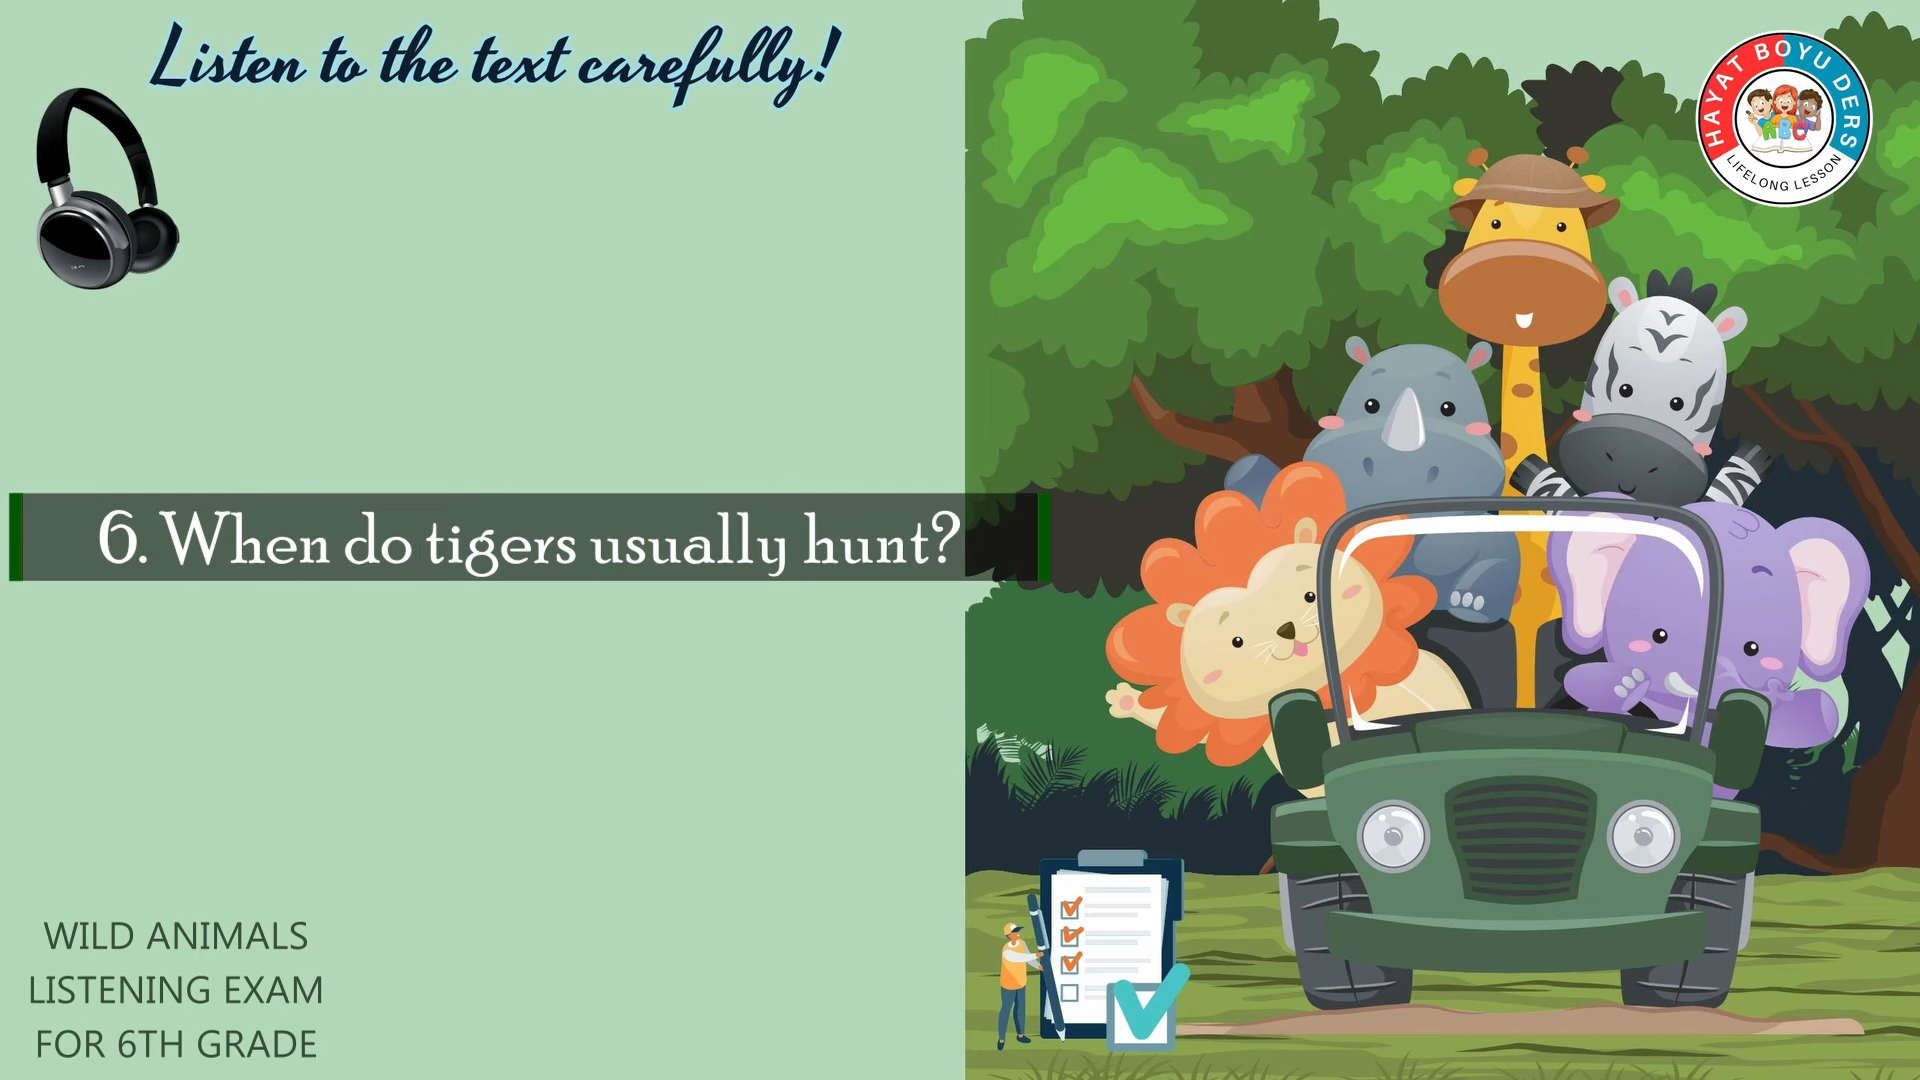 Listen to the text carefully!
HAYAT BOYU DERS
ABC
LIFELONG LESSON
6. When do tigers usually hunt?
WILD ANIMALS
LISTENING EXAM
FOR 6TH GRADE